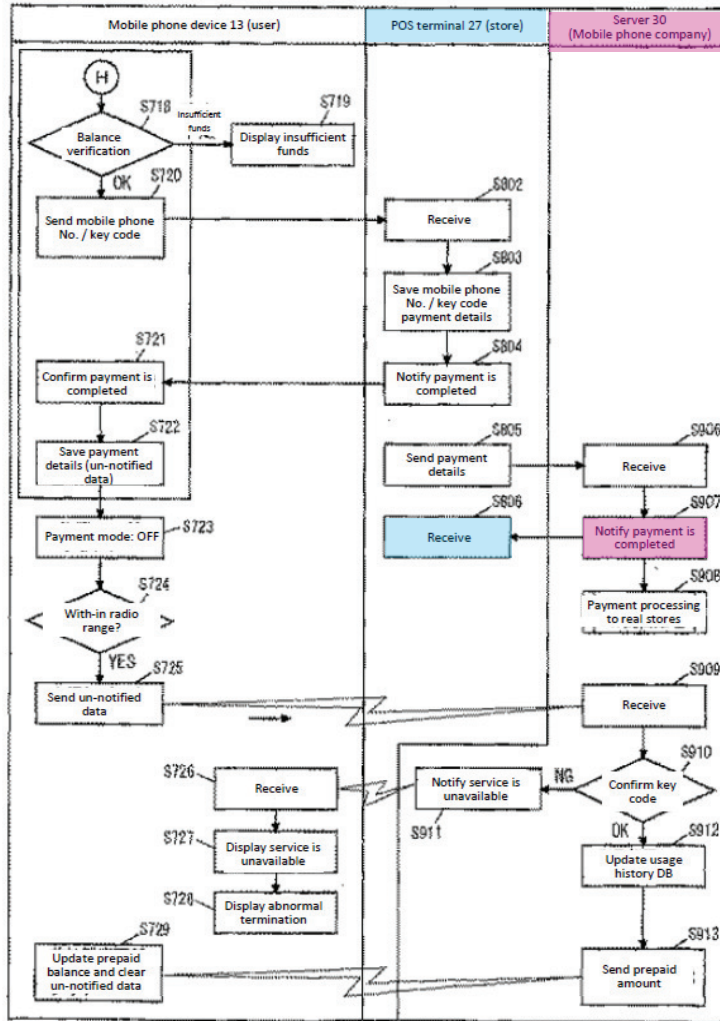 Mobile phone device 13 (user)
POS terminal 27 (store)
Server 30
(Mobile phone company)
H
S718
Balance
verification
Insufficient
funds
S719
Display insufficient
funds
OK
S720
Send mobile phone
No. / key code
S802
Receive
S803
Save mobile phone
No. / key code
payment details
S721
Confirm payment is
completed
S804
Notify payment is
completed
S722
Save payment
details (un-notified
data)
S805
Send payment
details
S906
Receive
S723
Payment mode: OFF
S806
Receive
S907
Notify payment is
completed
S724
With-in radio
range?
S908
Payment processing
to real stores
YES
S725
Send un-notified
data
S909
Receive
S726
Receive
Notify service is
unavailable
S911
NG
S910
Confirm key
code
OK
S727
Display service is
unavailable
S912
Update usage
history DB
S728
Display abnormal
termination
S729
Update prepaid
balance and clear
un-notified data
S913
Send prepaid
amount